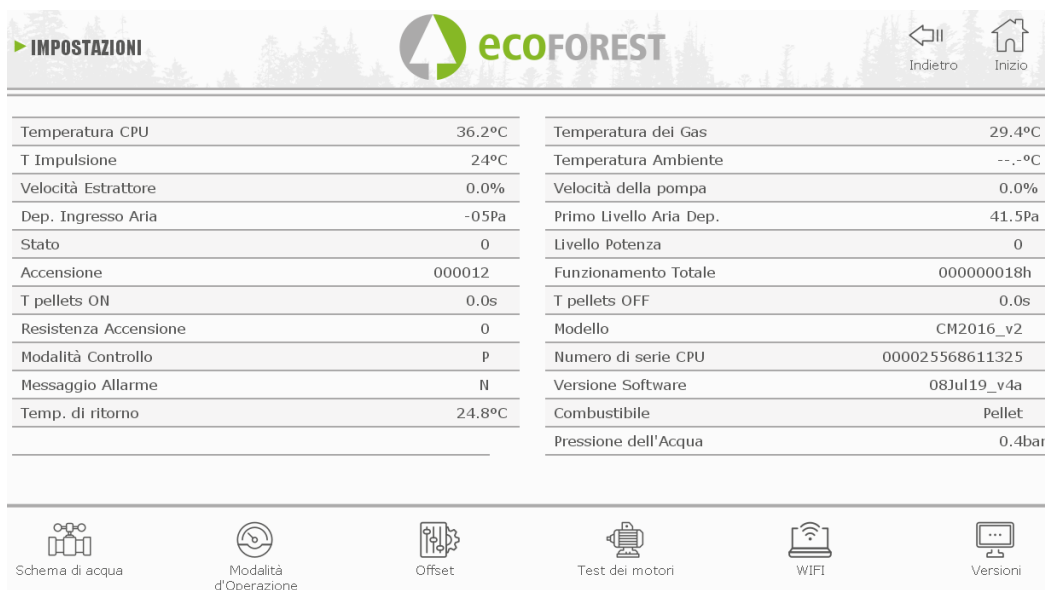 IMPOSTAZIONI
ecoFOREST
Indietro
Inizio
Temperatura CPU 36.2ºC
T Impulsione 24ºC
Velocità Estrattore 0.0%
Dep. Ingresso Aria -05Pa
Stato 0
Accensione 000012
T pellets ON 0.0s
Resistenza Accensione 0
Modalità Controllo P
Messaggio Allarme N
Temp. di ritorno 24.8ºC
Temperatura dei Gas 29.4ºC
Temperatura Ambiente --.-ºC
Velocità della pompa 0.0%
Primo Livello Aria Dep. 41.5Pa
Livello Potenza 0
Funzionamento Totale 000000018h
T pellets OFF 0.0s
Modello CM2016_v2
Numero di serie CPU 000025568611325
Versione Software 08Jul19_v4a
Combustibile Pellet
Pressione dell'Acqua 0.4bar
Schema di acqua
Modalità
d'Operazione
Offset
Test dei motori
WIFI
Versioni